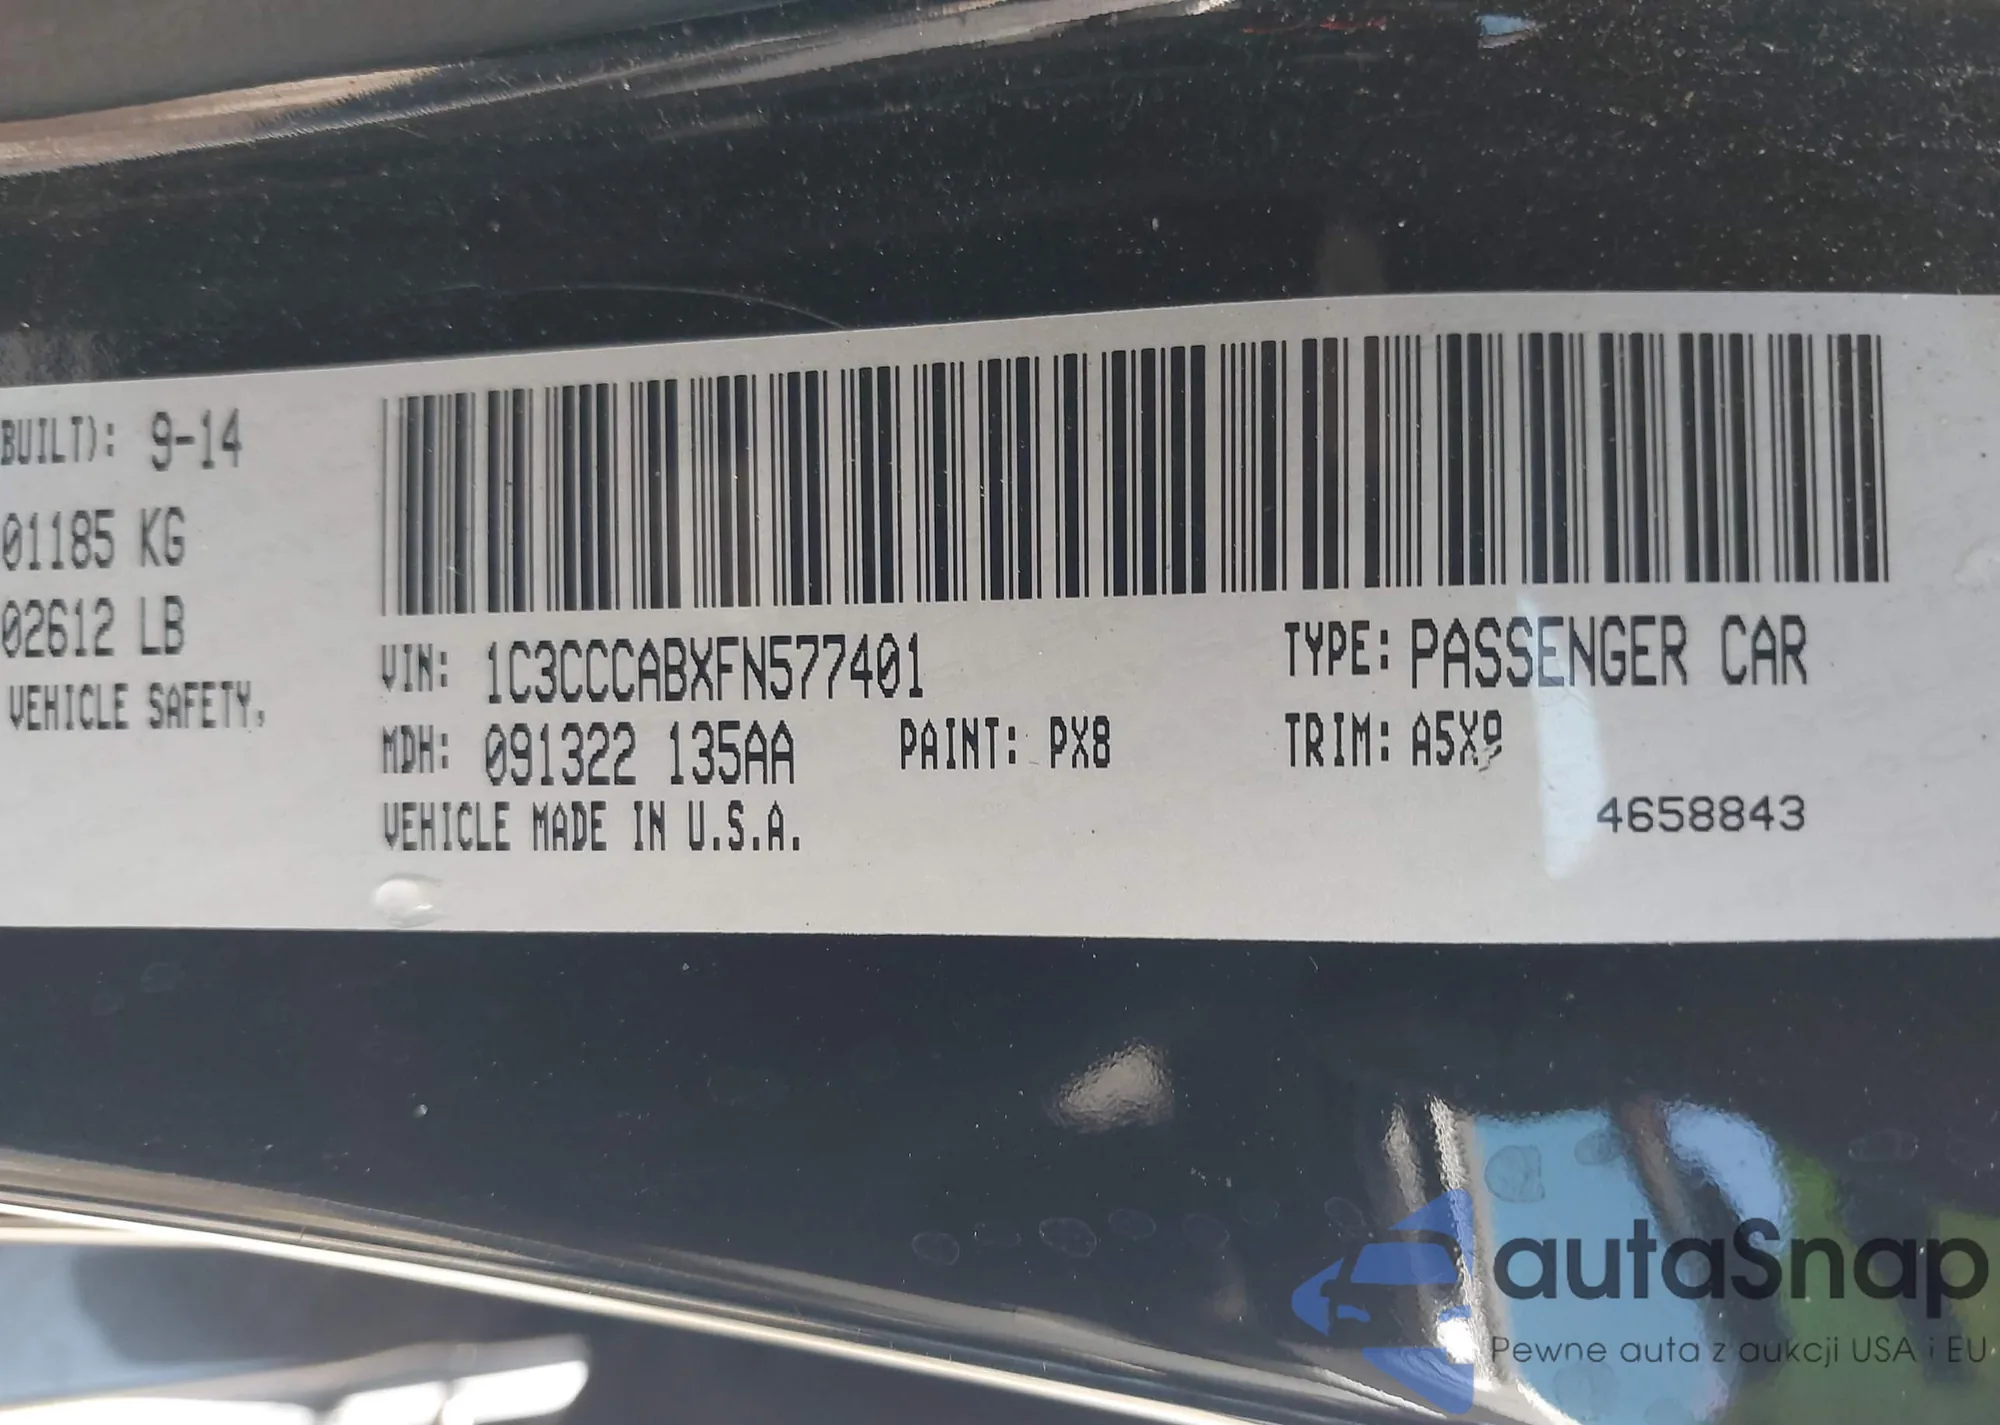 BUILT): 9-14
01185 KG
02612 LB
VEHICLE SAFETY,
VIN: 1C3CCCABXFN577401
TYPE: PASSENGER CAR
MDH: 091322 135AA
PAINT: PX8
TRIM: A5X9
VEHICLE MADE IN U.S.A.
4658843
autaSnap
Pewne auta z aukcji USA i EU